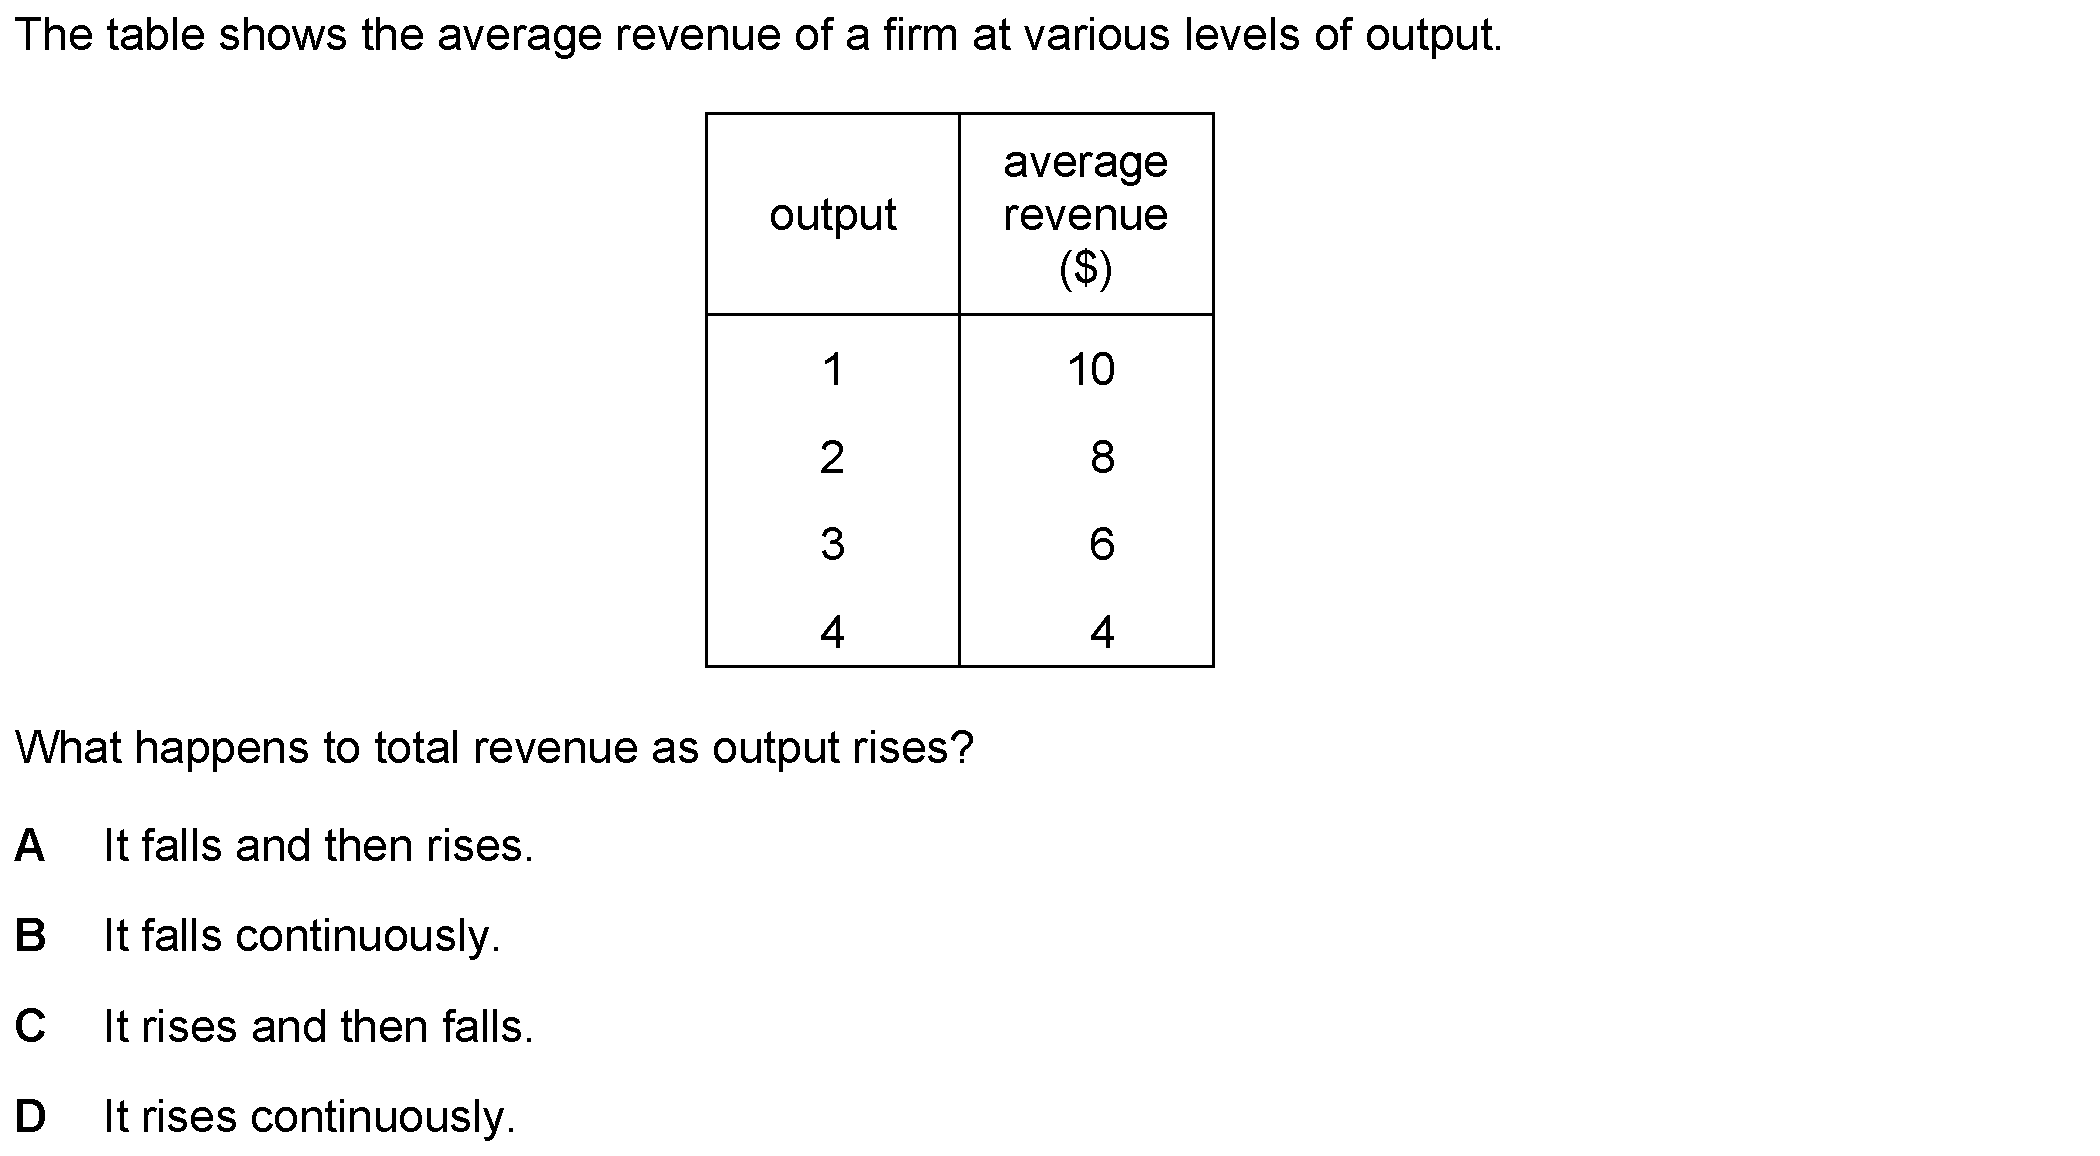 The table shows the average revenue of a firm at various levels of output.
output
average
revenue
($)
1 10
2 8
3 6
4 4
What happens to total revenue as output rises?
A It falls and then rises.
B It falls continuously.
C It rises and then falls.
D It rises continuously.